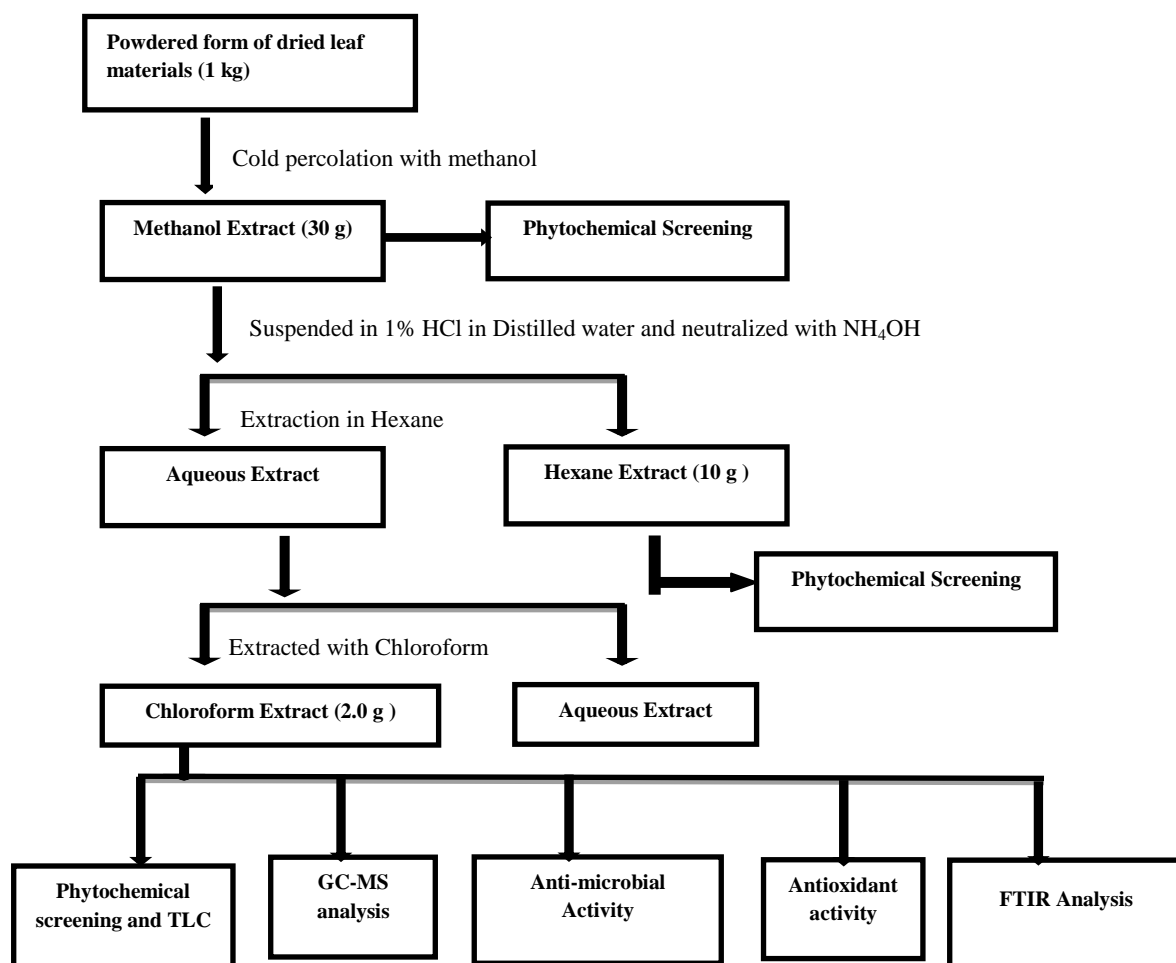 Powdered form of dried leaf
materials (1 kg)
Cold percolation with methanol
Methanol Extract (30 g)
Phytochemical Screening
Suspended in 1% HCl in Distilled water and neutralized with NH₄OH
Extraction in Hexane
Aqueous Extract
Hexane Extract (10 g )
Phytochemical Screening
Extracted with Chloroform
Chloroform Extract (2.0 g )
Aqueous Extract
Phytochemical
screening and TLC
GC-MS
analysis
Anti-microbial
Activity
Antioxidant
activity
FTIR Analysis